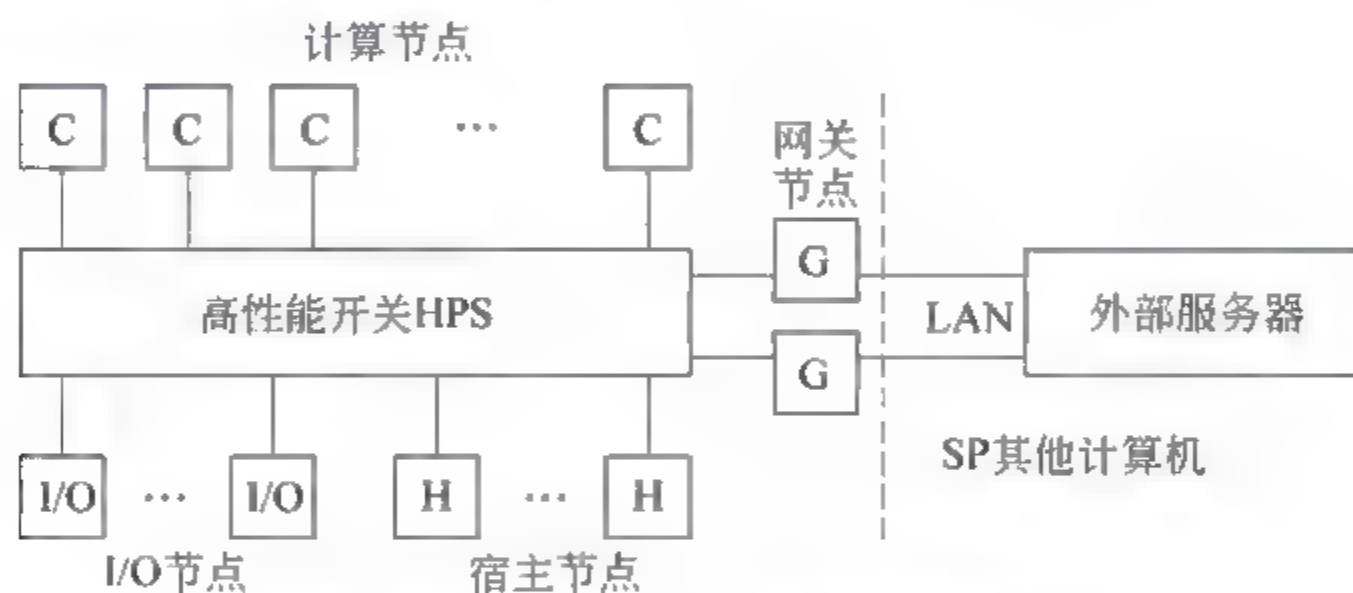 计算节点
C C C … C
网关
节点
G
高性能开关HPS
LAN
外部服务器
G
SP其他计算机
I/O … I/O H … H
I/O节点 宿主节点